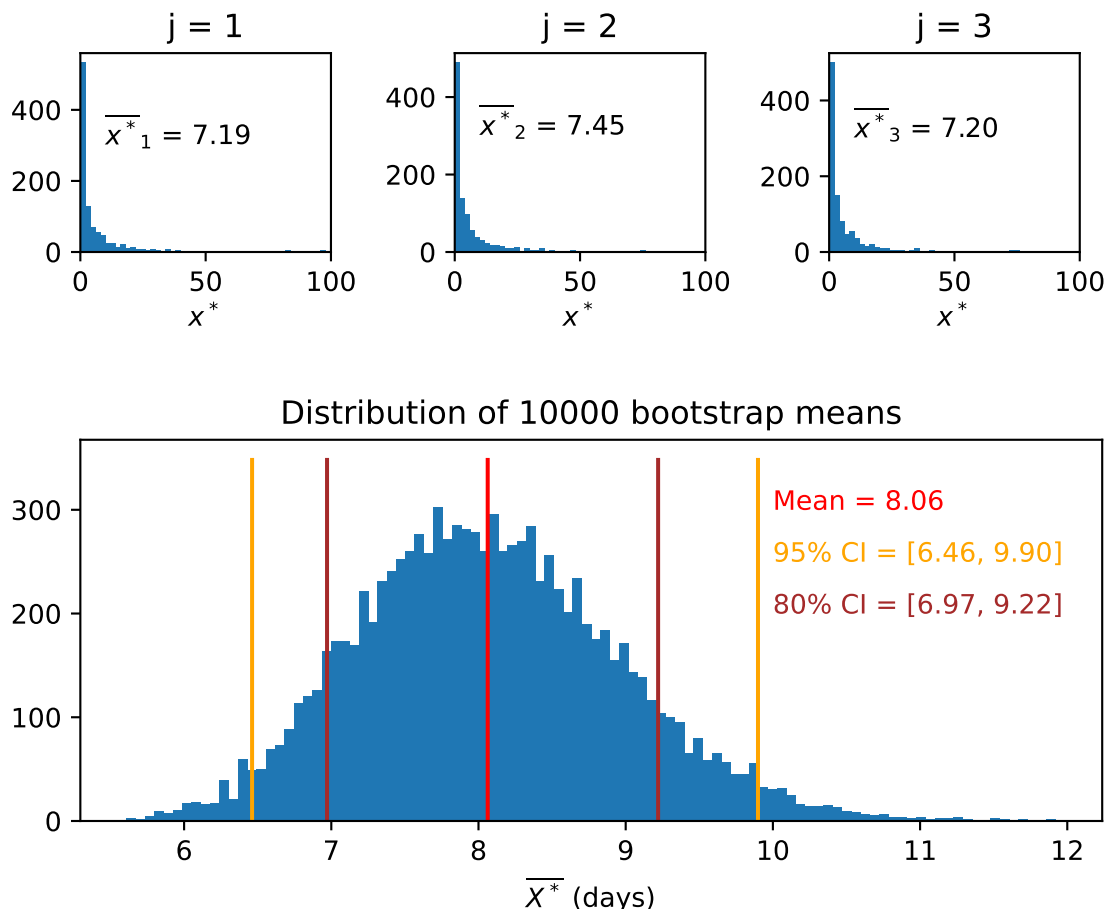 j = 1
j = 2
j = 3
400
200
0
x*₁ = 7.19
400
200
0
x*₂ = 7.45
400
200
0
x*₃ = 7.20
0 50 100
0 50 100
0 50 100
x*
x*
x*
Distribution of 10000 bootstrap means
300
200
100
0
Mean = 8.06
95% CI = [6.46, 9.90]
80% CI = [6.97, 9.22]
6 7 8 9 10 11 12
X* (days)